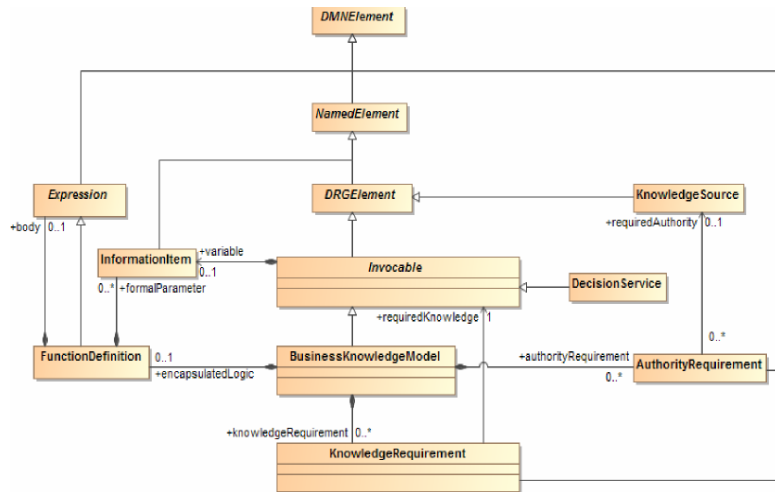 DMNElement
NamedElement
Expression
DRGElement
KnowledgeSource
+body 0..1
+requiredAuthority 0..1
InformationItem
+variable
0..1
Invocable
0..* +formalParameter
DecisionService
+requiredKnowledge 1
0..*
FunctionDefinition
0..1
+encapsulatedLogic
BusinessKnowledgeModel
+authorityRequirement
0..*
AuthorityRequirement
+knowledgeRequirement 0..*
KnowledgeRequirement